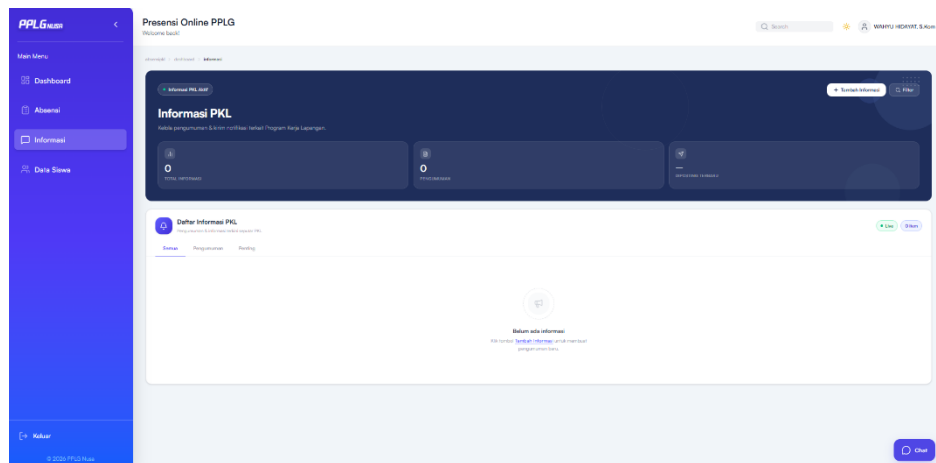 PPLG NUSA
Presensi Online PPLG
Welcome back!
Search
WAHYU HIDAYAT, S.Kom
Main Menu
Dashboard
Absensi
Informasi
Data Siswa
Informasi
Informasi PKL Aktif
+ Tambah Informasi
Filter
Informasi PKL
Kelola pengumuman & kirim notifikasi terkait Program Kerja Lapangan.
0
TOTAL INFORMASI
0
PENGUMUMAN
—
DIPOSTING TERAKHIR
Daftar Informasi PKL
Live
0 item
Semua
Pengumuman
Penting
Belum ada informasi
Klik tombol Tambah Informasi untuk membuat
pengumuman baru.
Keluar
© 2026 PPLG Nusa
Chat